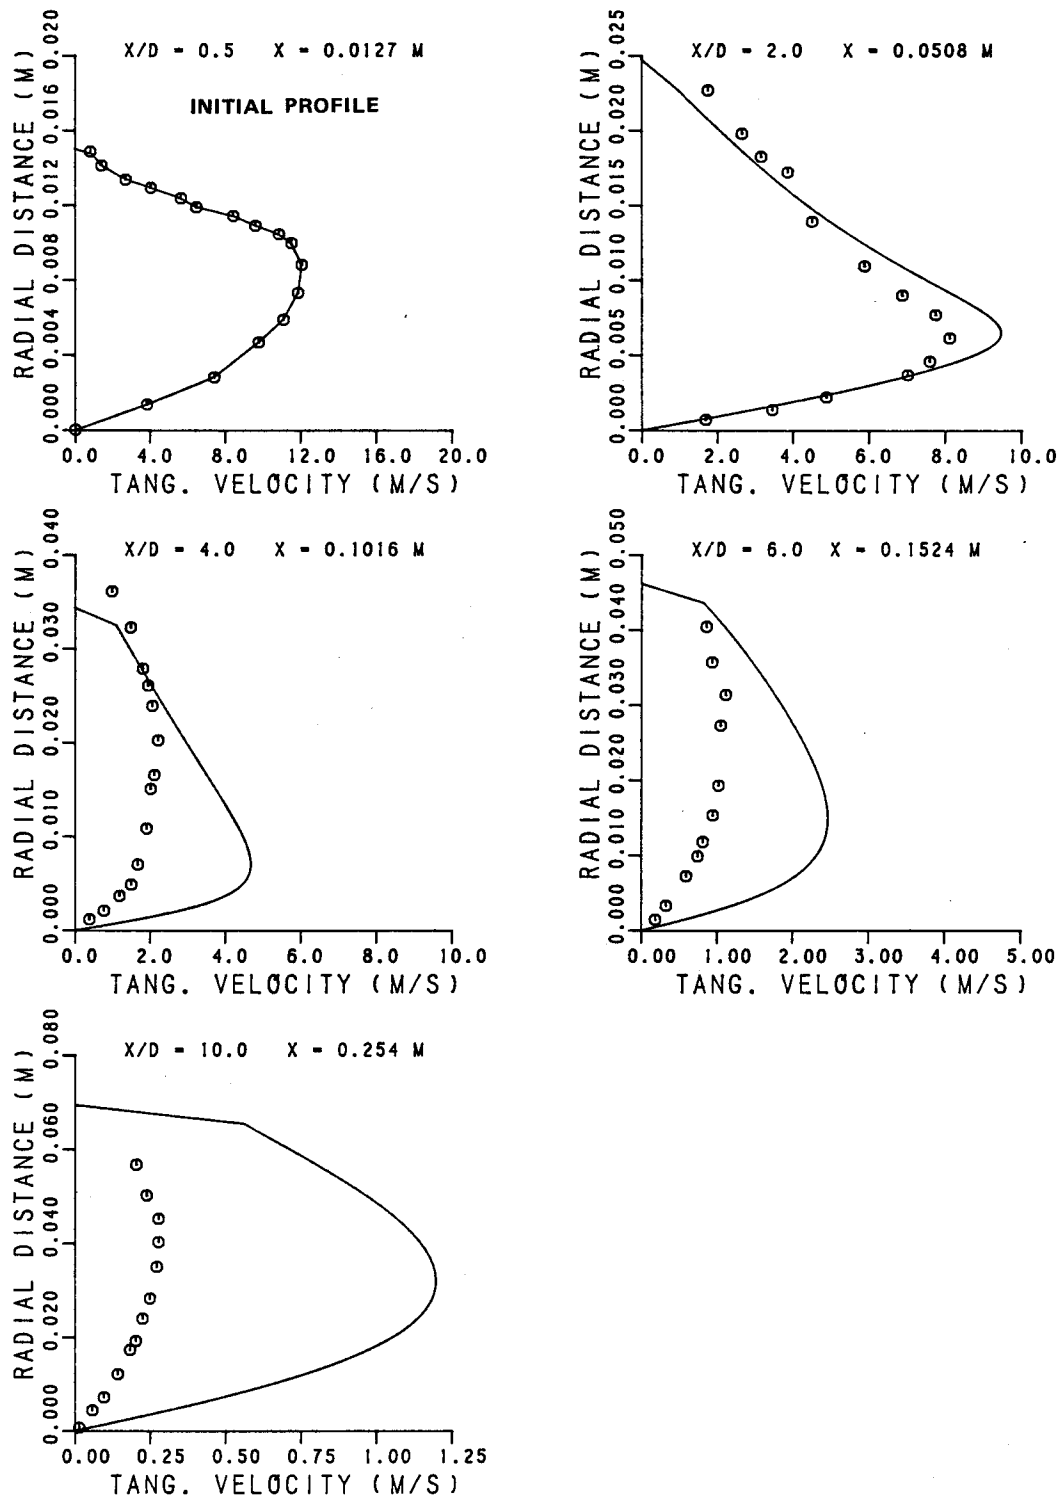 X/D = 0.5 X = 0.0127 M
INITIAL PROFILE
RADIAL DISTANCE (M)
0.020
0.016
0.012
0.008
0.004
0.000
0.0 4.0 8.0 12.0 16.0 20.0
TANG. VELOCITY (M/S)
X/D = 2.0 X = 0.0508 M
RADIAL DISTANCE (M)
0.025
0.020
0.015
0.010
0.005
0.000
0.0 2.0 4.0 6.0 8.0 10.0
TANG. VELOCITY (M/S)
X/D = 4.0 X = 0.1016 M
RADIAL DISTANCE (M)
0.040
0.030
0.020
0.010
0.000
0.0 2.0 4.0 6.0 8.0 10.0
TANG. VELOCITY (M/S)
X/D = 6.0 X = 0.1524 M
RADIAL DISTANCE (M)
0.050
0.040
0.030
0.020
0.010
0.000
0.00 1.00 2.00 3.00 4.00 5.00
TANG. VELOCITY (M/S)
X/D = 10.0 X = 0.254 M
RADIAL DISTANCE (M)
0.080
0.060
0.040
0.020
0.000
0.00 0.25 0.50 0.75 1.00 1.25
TANG. VELOCITY (M/S)